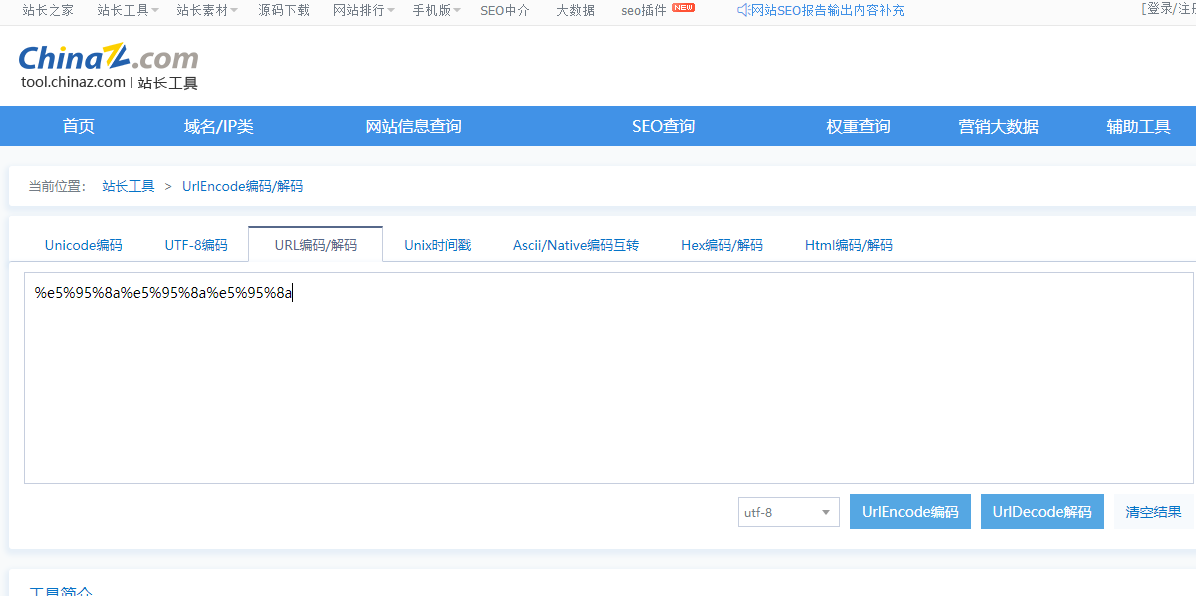 站长之家 站长工具 站长素材 源码下载 网站排行 手机版 SEO中介 大数据 seo插件 NEW 网站SEO报告输出内容补充 [登录/注册
ChinaZ.com
tool.chinaz.com | 站长工具
首页 域名/IP类 网站信息查询 SEO查询 权重查询 营销大数据 辅助工具
当前位置： 站长工具 > UrlEncode编码/解码
Unicode编码 UTF-8编码 URL编码/解码 Unix时间戳 Ascii/Native编码互转 Hex编码/解码 Html编码/解码
%e5%95%8a%e5%95%8a%e5%95%8a
utf-8 UrlEncode编码 UrlDecode解码 清空结果
工具简介